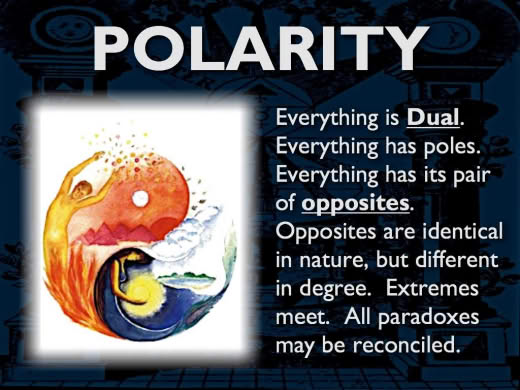 POLARITY
Everything is Dual.
Everything has poles.
Everything has its pair
of opposites.
Opposites are identical
in nature, but different
in degree.  Extremes
meet.  All paradoxes
may be reconciled.